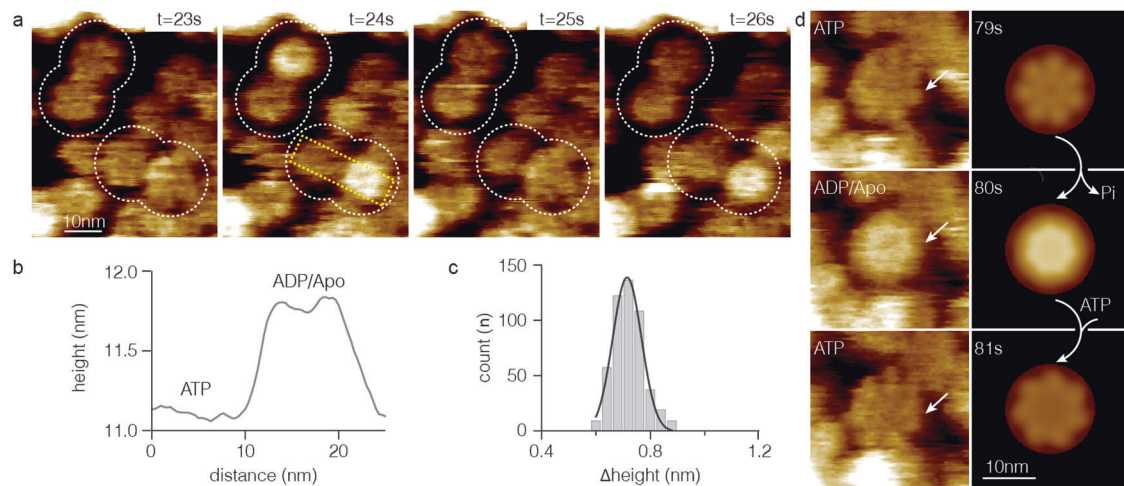 a
t=23s
t=24s
t=25s
t=26s
10nm
b
height (nm)
12.0
11.5
11.0
ADP/Apo
ATP
0
10
20
distance (nm)
c
count (n)
150
100
50
0
0.4
0.8
1.2
Δheight (nm)
d
ATP
79s
Pi
ADP/Apo
80s
ATP
ATP
81s
10nm